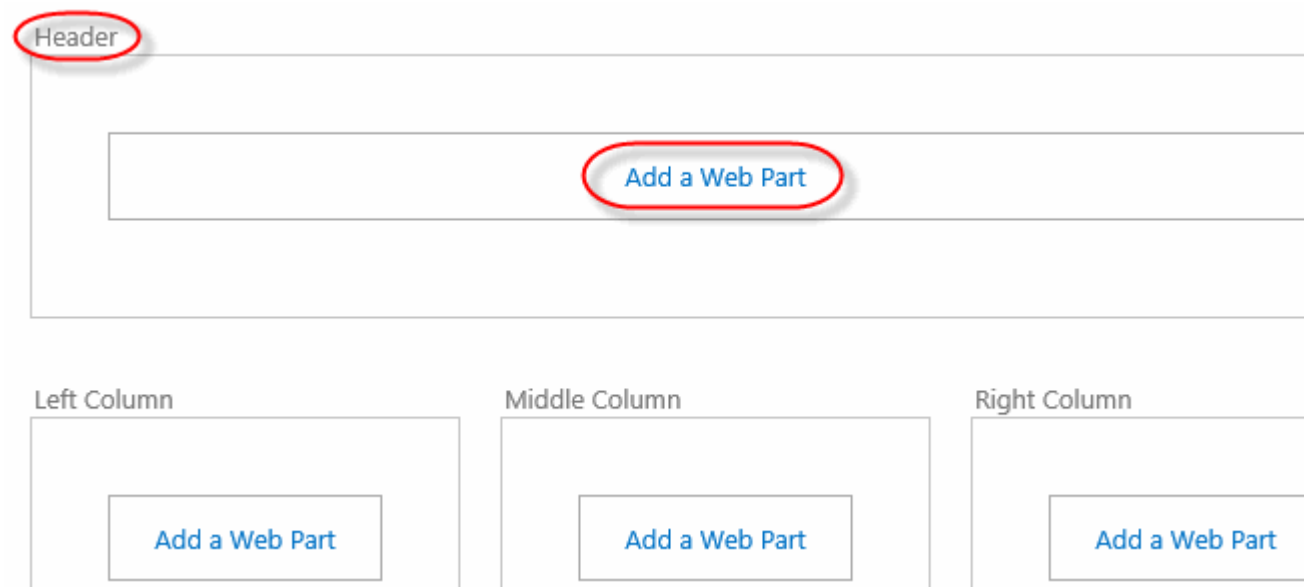 Header
Add a Web Part
Left Column Middle Column Right Column
Add a Web Part Add a Web Part Add a Web Part